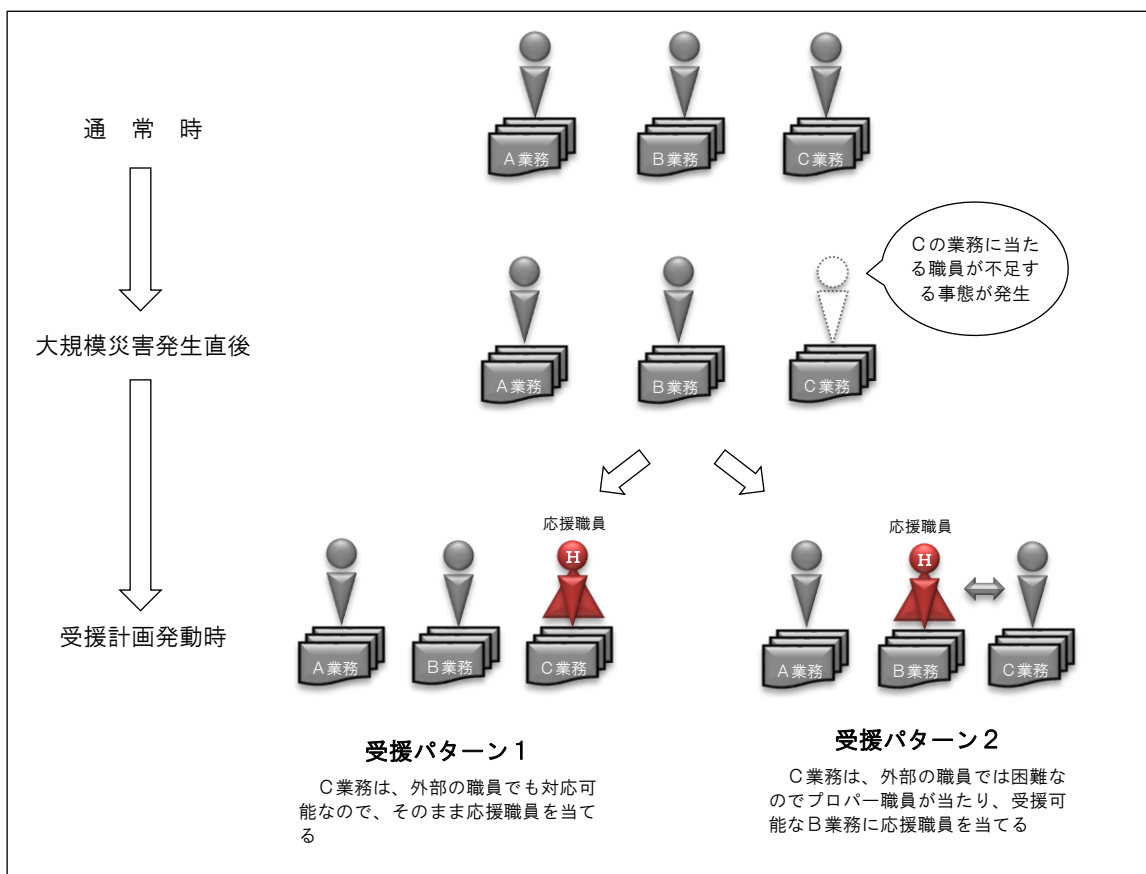 通　常　時
A業務
B業務
C業務
Cの業務に当た
る職員が不足す
る事態が発生
大規模災害発生直後
A業務
B業務
C業務
受援計画発動時
応援職員
H
A業務
B業務
C業務
応援職員
H
A業務
B業務
C業務
受援パターン１
　C業務は、外部の職員でも対応可
能なので、そのまま応援職員を当て
る
受援パターン２
　C業務は、外部の職員では困難な
のでプロパー職員が当たり、受援可
能なB業務に応援職員を当てる